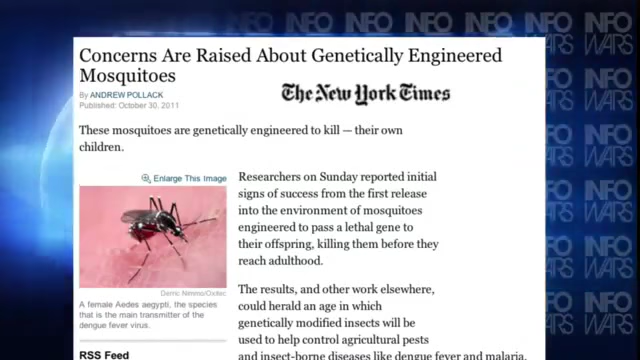 Concerns Are Raised About Genetically Engineered
Mosquitoes
By ANDREW POLLACK
Published: October 30, 2011
The New York Times
These mosquitoes are genetically engineered to kill — their own
children.
Enlarge This Image
Derric Nimmo/Oxitec
A female Aedes aegypti, the species
that is the main transmitter of the
dengue fever virus.
RSS Feed
Researchers on Sunday reported initial
signs of success from the first release
into the environment of mosquitoes
engineered to pass a lethal gene to
their offspring, killing them before they
reach adulthood.
The results, and other work elsewhere,
could herald an age in which
genetically modified insects will be
used to help control agricultural pests
and insect-borne diseases like dengue fever and malaria.
INFO
WARS